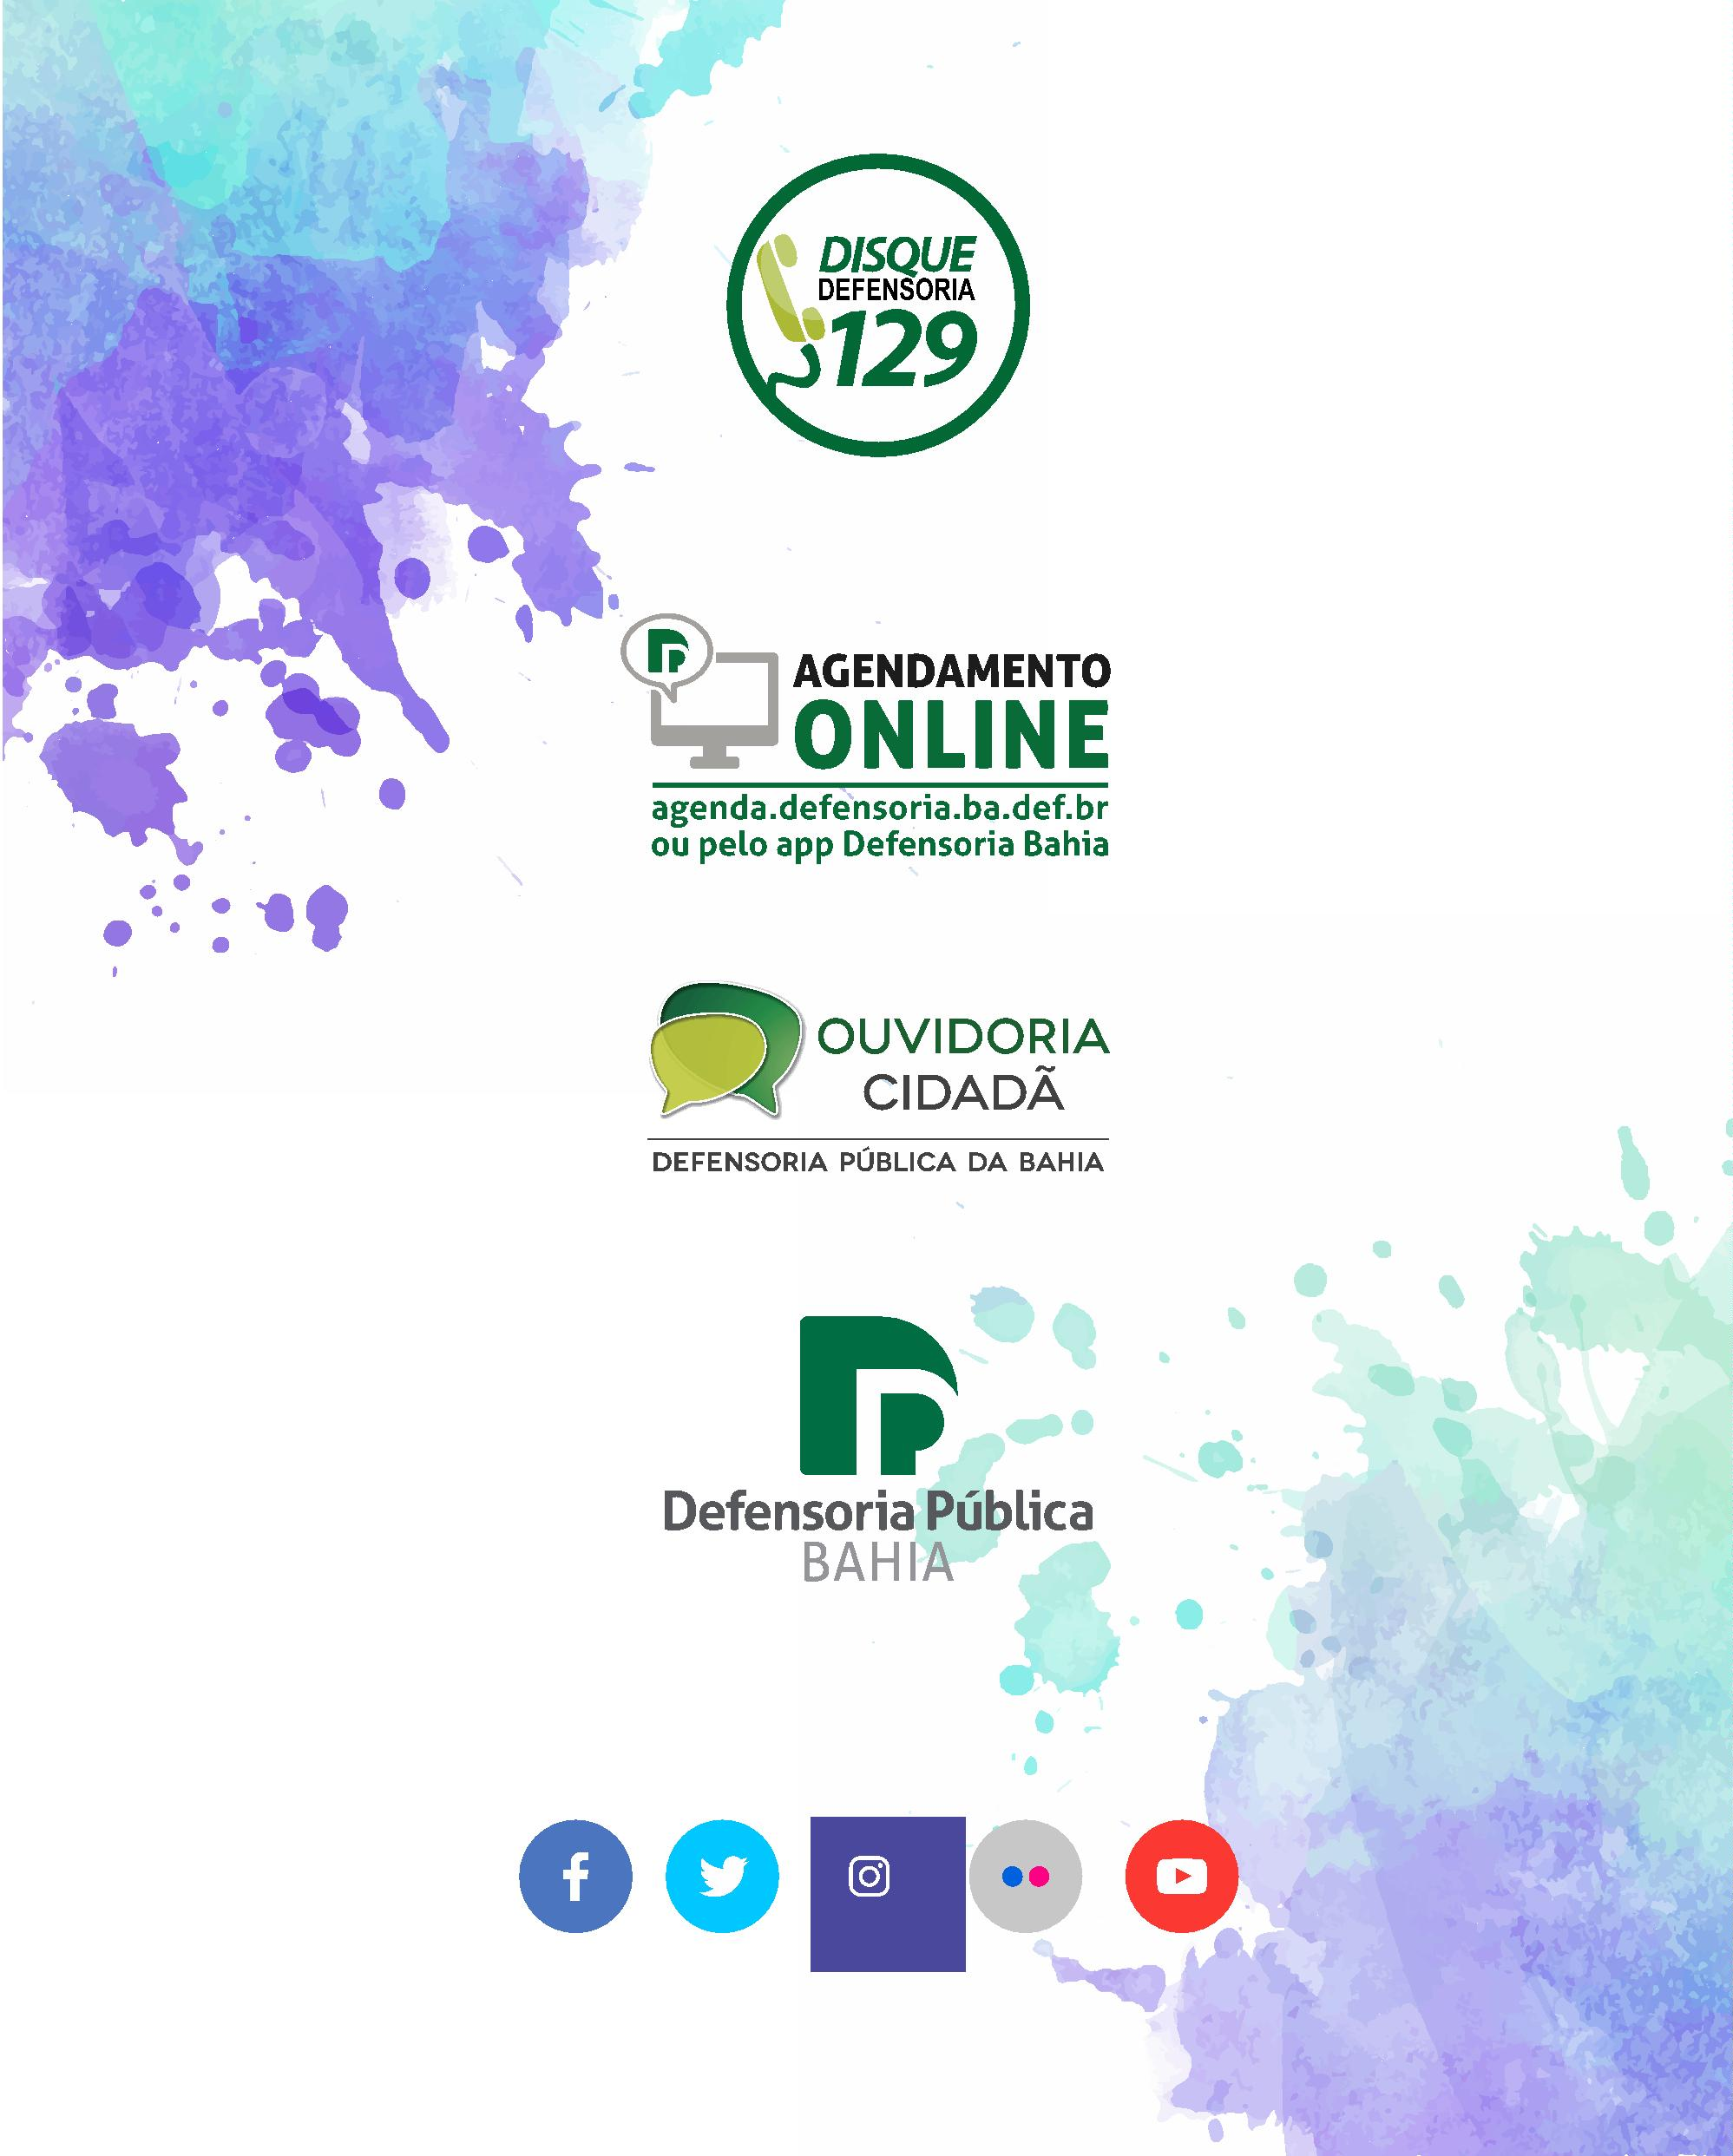 DISQUE
DEFENSORIA
129
AGENDAMENTO
ONLINE
agenda.defensoria.ba.def.br
ou pelo app Defensoria Bahia
OUVIDORIA
CIDADÃ
DEFENSORIA PÚBLICA DA BAHIA
Defensoria Pública
BAHIA